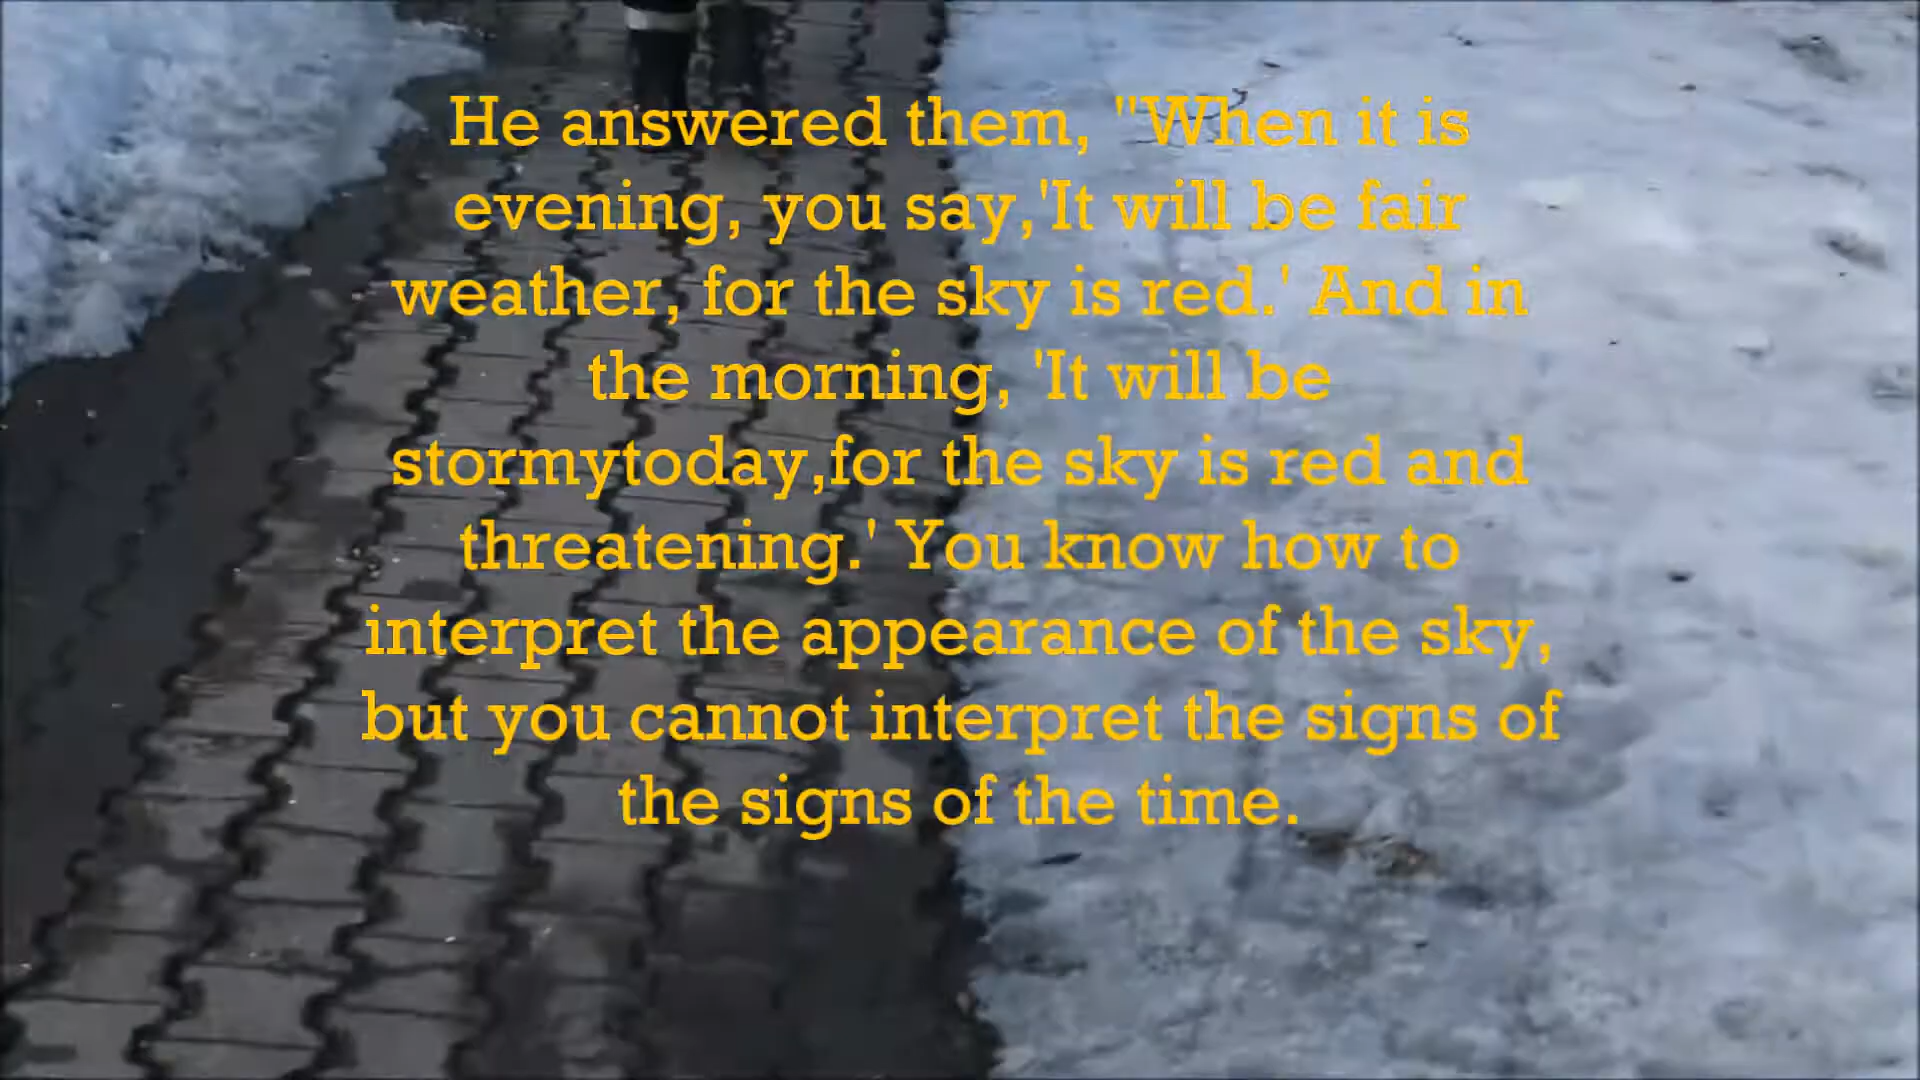 He answered them, "When it is
evening, you say,'It will be fair
weather, for the sky is red.' And in
the morning, 'It will be
stormytoday,for the sky is red and
threatening.' You know how to
interpret the appearance of the sky,
but you cannot interpret the signs of
the signs of the time.